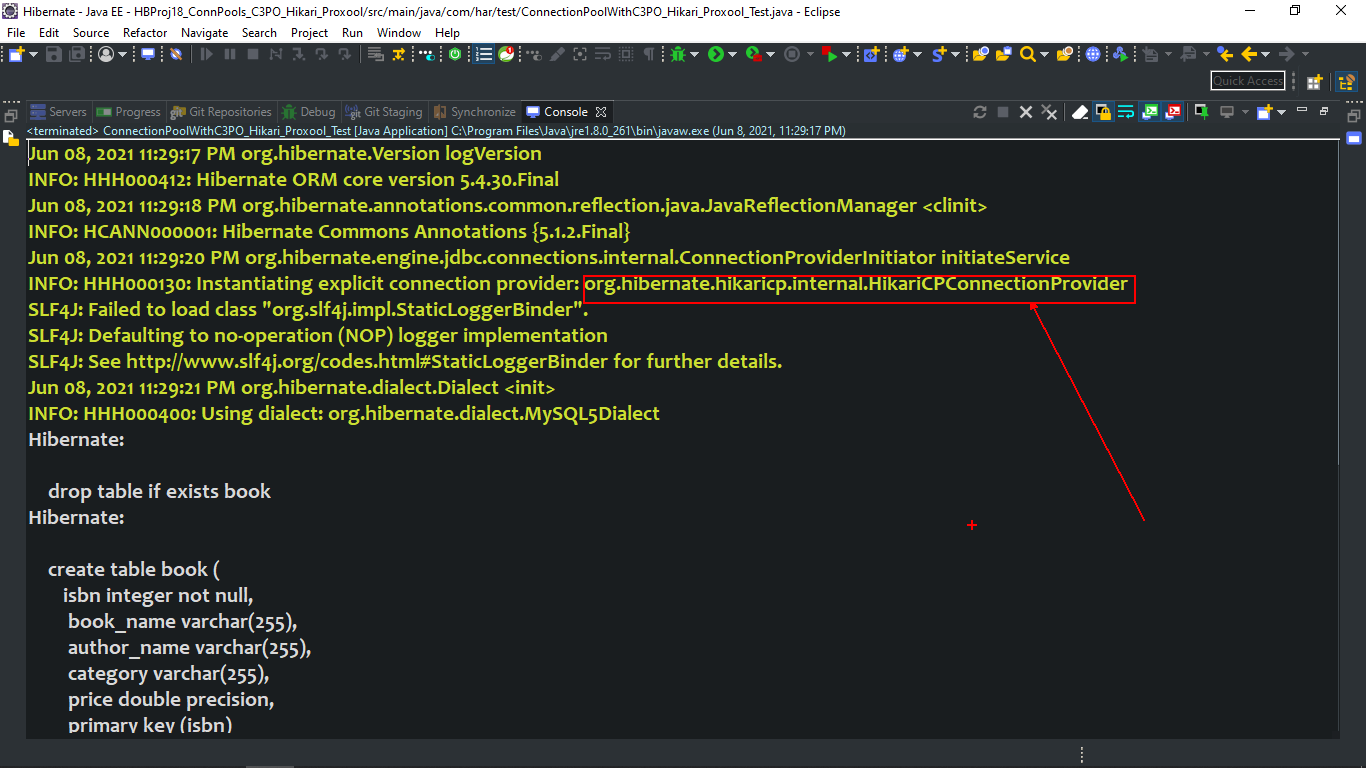 Hibernate - Java EE - HBProj18_ConnPools_C3PO_Hikari_Proxool/src/main/java/com/har/test/ConnectionPoolWithC3PO_Hikari_Proxool_Test.java - Eclipse
File Edit Source Refactor Navigate Search Project Run Window Help
Quick Access
Servers Progress Git Repositories Debug Git Staging Synchronize Console
<terminated> ConnectionPoolWithC3PO_Hikari_Proxool_Test [Java Application] C:\Program Files\Java\jre1.8.0_261\bin\javaw.exe (Jun 8, 2021, 11:29:17 PM)
Jun 08, 2021 11:29:17 PM org.hibernate.Version logVersion
INFO: HHH000412: Hibernate ORM core version 5.4.30.Final
Jun 08, 2021 11:29:18 PM org.hibernate.annotations.common.reflection.java.JavaReflectionManager <clinit>
INFO: HCANN000001: Hibernate Commons Annotations {5.1.2.Final}
Jun 08, 2021 11:29:20 PM org.hibernate.engine.jdbc.connections.internal.ConnectionProviderInitiator initiateService
INFO: HHH000130: Instantiating explicit connection provider: org.hibernate.hikaricp.internal.HikariCPConnectionProvider
SLF4J: Failed to load class "org.slf4j.impl.StaticLoggerBinder".
SLF4J: Defaulting to no-operation (NOP) logger implementation
SLF4J: See http://www.slf4j.org/codes.html#StaticLoggerBinder for further details.
Jun 08, 2021 11:29:21 PM org.hibernate.dialect.Dialect <init>
INFO: HHH000400: Using dialect: org.hibernate.dialect.MySQL5Dialect
Hibernate:
drop table if exists book
Hibernate:
create table book (
isbn integer not null,
book_name varchar(255),
author_name varchar(255),
category varchar(255),
price double precision,
primary key (isbn)